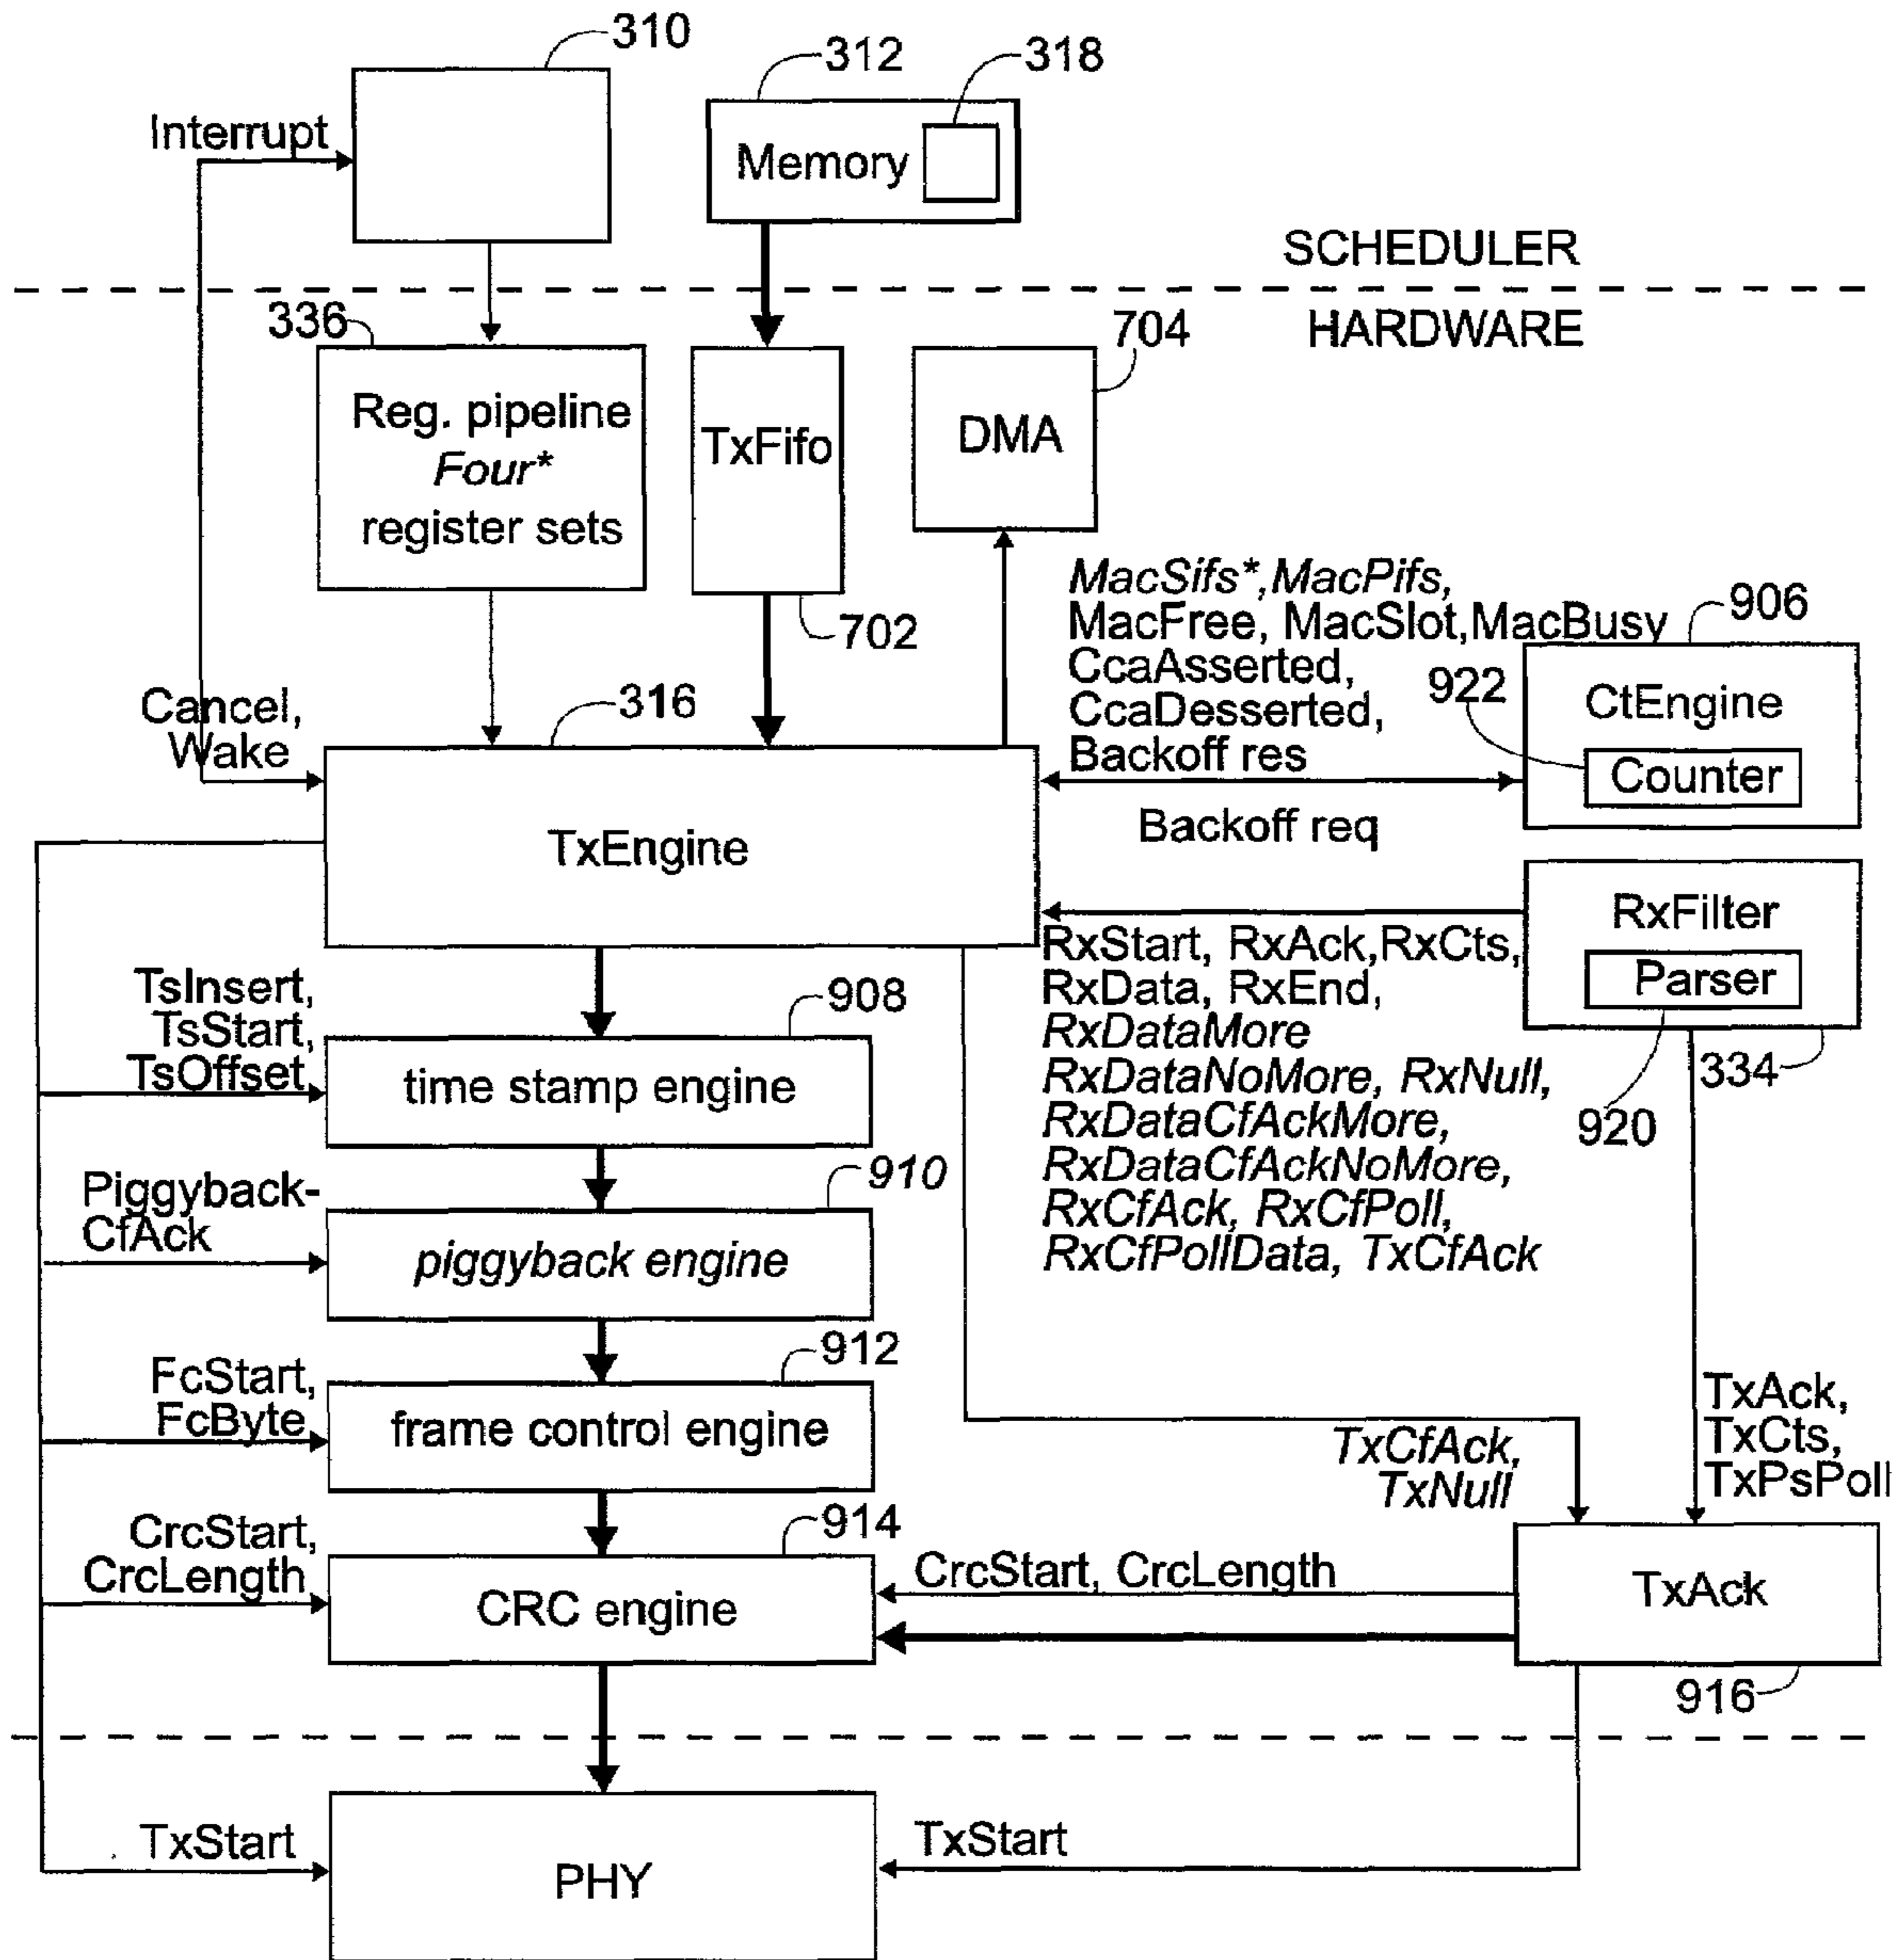 310
312
318
Interrupt
Memory
SCHEDULER
HARDWARE
336
704
Reg. pipeline
Four*
register sets
TxFifo
DMA
702
MacSifs*,MacPifs,
MacFree, MacSlot,MacBusy
CcaAsserted,
CcaDesserted,
Backoff res
906
922
CtEngine
Counter
Cancel,
Wake
316
TxEngine
Backoff req
RxFilter
Parser
334
920
RxStart, RxAck,RxCts,
RxData, RxEnd,
RxDataMore
RxDataNoMore, RxNull,
RxDataCfAckMore,
RxDataCfAckNoMore,
RxCfAck, RxCfPoll,
RxCfPollData, TxCfAck
TsInsert,
TsStart,
TsOffset
908
time stamp engine
Piggyback-
CfAck
910
piggyback engine
FcStart,
FcByte
912
frame control engine
TxCfAck,
TxNull
TxAck,
TxCts,
TxPsPoll
CrcStart,
CrcLength
914
CRC engine
CrcStart, CrcLength
TxAck
916
TxStart
PHY
TxStart